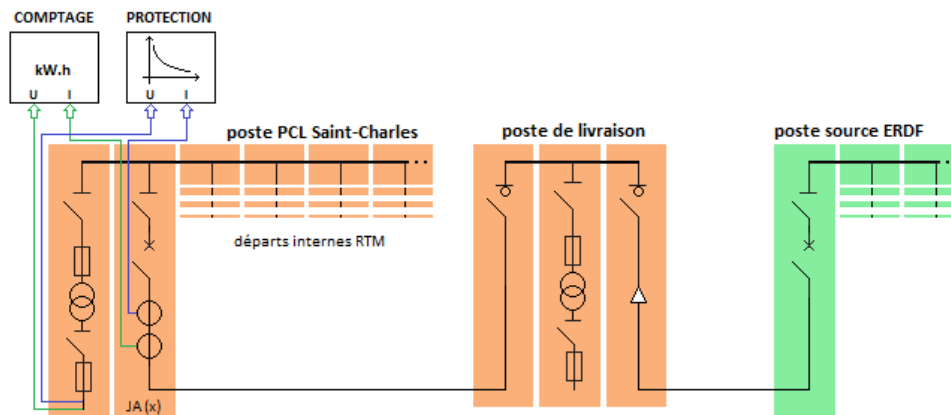 COMPTAGE
PROTECTION
kW.h
U I
U I
poste PCL Saint-Charles
poste de livraison
poste source ERDF
départs internes RTM
JA (x)